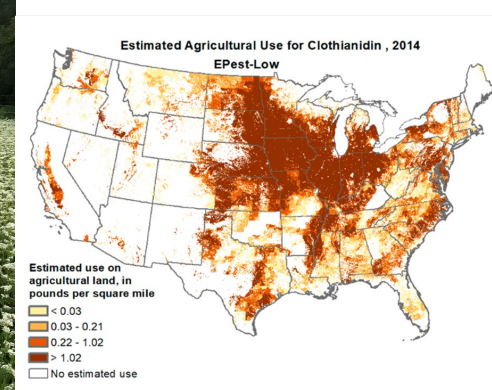 Estimated Agricultural Use for Clothianidin , 2014
EPest-Low
Estimated use on
agricultural land, in
pounds per square mile
< 0.03
0.03 - 0.21
0.22 - 1.02
> 1.02
No estimated use